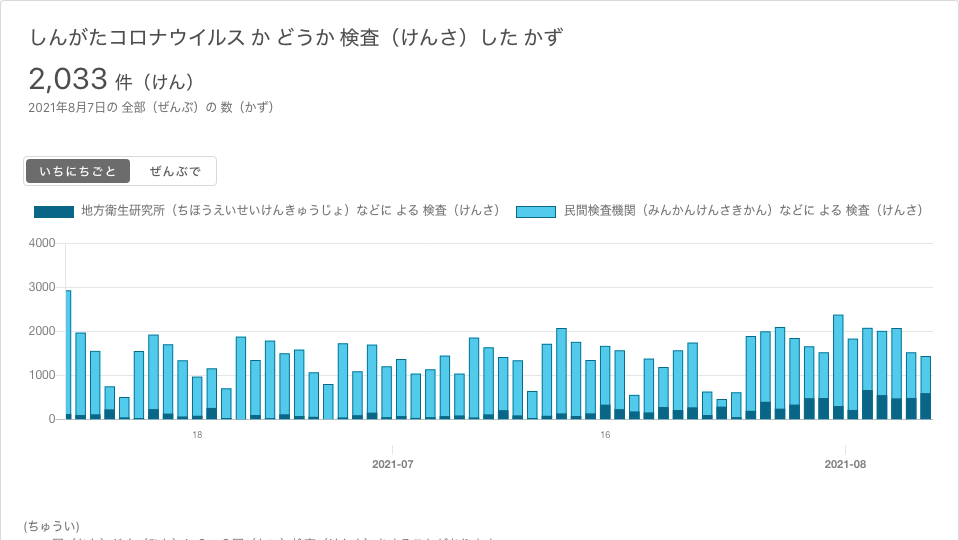 しんがたコロナウイルス か どうか 検査（けんさ）した かず
2,033 件（けん）
2021年8月7日の 全部（ぜんぶ）の 数（かず）
いちにちごと ぜんぶで
地方衛生研究所（ちほうえいせいけんきゅうじょ）などに よる 検査（けんさ） 民間検査機関（みんかんけんさきかん）などに よる 検査（けんさ）
4000
3000
2000
1000
0
18 16
2021-07 2021-08
(ちゅうい)